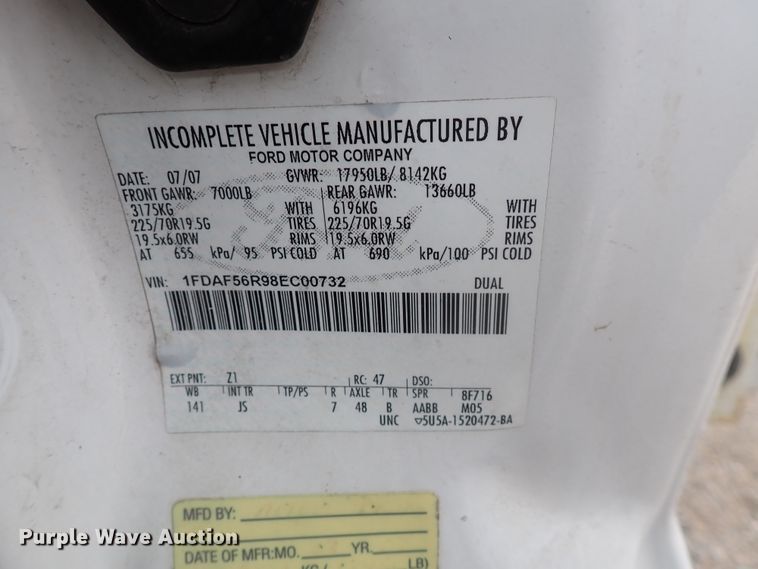 INCOMPLETE VEHICLE MANUFACTURED BY
FORD MOTOR COMPANY
DATE: 07/07 GVWR: 17950LB/ 8142KG
FRONT GAWR: 7000LB REAR GAWR: 13660LB
3175KG WITH 6196KG WITH
225/70R19.5G TIRES 225/70R19.5G TIRES
19.5x6.0RW RIMS 19.5x6.0RW RIMS
AT 655 kPa/ 95 PSI COLD AT 690 kPa/100 PSI COLD
VIN: 1FDAF56R98EC00732 DUAL
EXT PNT: Z1 RC: 47 DSO:
WB INT TR TP/PS R AXLE TR SPR 8F716
141 JS 7 48 B AABB M05
UNC 5U5A-1520472-BA
MFD BY:
Purple Wave Auction
DATE OF MFR:MO. YR.
LB)